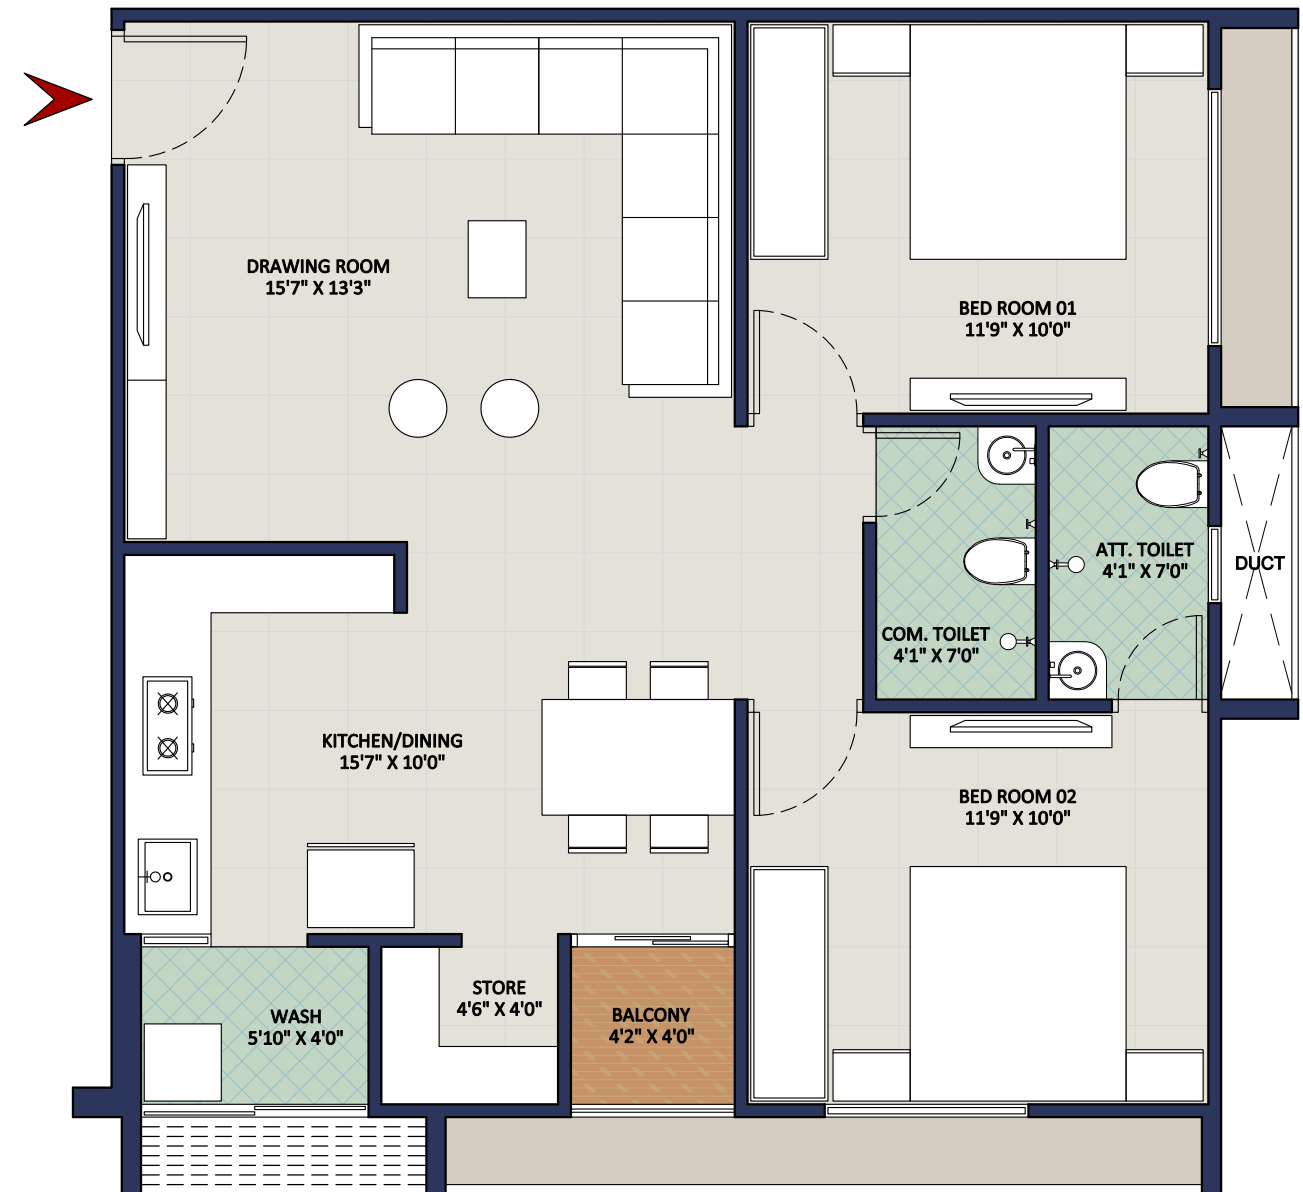 DRAWING ROOM
15'7" X 13'3"
BED ROOM 01
11'9" X 10'0"
ATT. TOILET
4'1" X 7'0"
DUCT
COM. TOILET
4'1" X 7'0"
KITCHEN/DINING
15'7" X 10'0"
BED ROOM 02
11'9" X 10'0"
STORE
4'6" X 4'0"
WASH
5'10" X 4'0"
BALCONY
4'2" X 4'0"